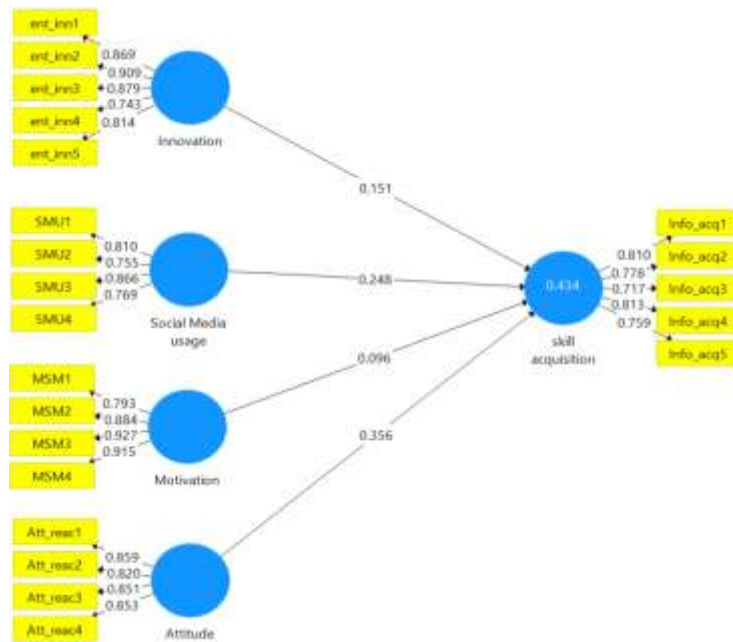 ent_inn1
ent_inn2
ent_inn3
ent_inn4
ent_inn5
0.869
0.909
0.879
0.743
0.814
Innovation
0.151
SMU1
SMU2
SMU3
SMU4
0.810
0.755
0.866
0.769
Social Media
usage
0.248
MSM1
MSM2
MSM3
MSM4
0.793
0.884
0.927
0.915
Motivation
0.096
Att_reac1
Att_reac2
Att_reac3
Att_reac4
0.859
0.820
0.851
0.853
Attitude
0.356
0.434
skill
acquisition
0.810
0.778
0.717
0.813
0.759
Info_acq1
Info_acq2
Info_acq3
Info_acq4
Info_acq5